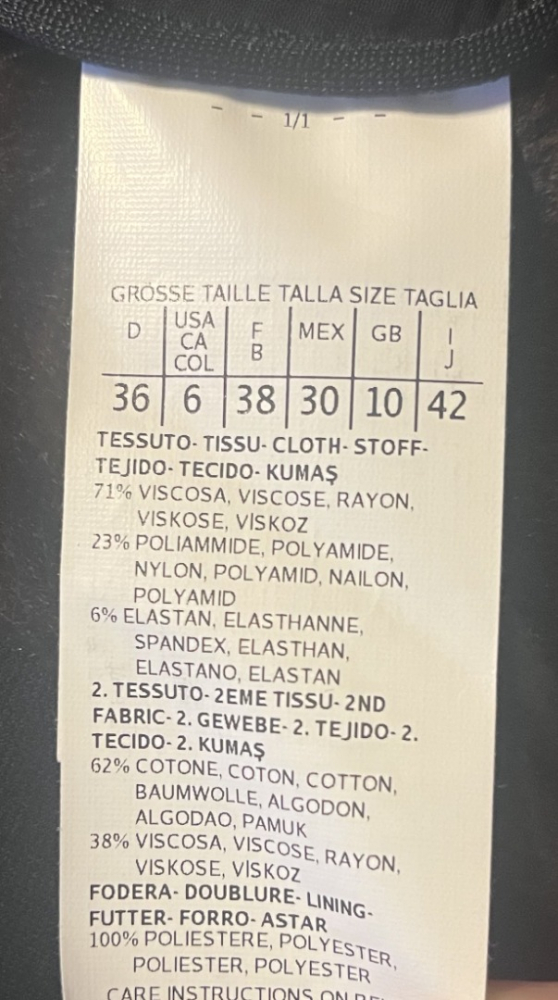 - - 1/1 - -
GROSSE TAILLE TALLA SIZE TAGLIA
D USA CA COL F B MEX GB I J
36 6 38 30 10 42
TESSUTO- TISSU- CLOTH- STOFF-
TEJIDO- TECIDO- KUMAŞ
71% VISCOSA, VISCOSE, RAYON,
VISKOSE, VİSKOZ
23% POLIAMMIDE, POLYAMIDE,
NYLON, POLYAMID, NAILON,
POLYAMID
6% ELASTAN, ELASTHANNE,
SPANDEX, ELASTHAN,
ELASTANO, ELASTAN
2. TESSUTO- 2EME TISSU- 2ND
FABRIC- 2. GEWEBE- 2. TEJIDO- 2.
TECIDO- 2. KUMAŞ
62% COTONE, COTON, COTTON,
BAUMWOLLE, ALGODON,
ALGODAO, PAMUK
38% VISCOSA, VISCOSE, RAYON,
VISKOSE, VİSKOZ
FODERA- DOUBLURE- LINING-
FUTTER- FORRO- ASTAR
100% POLIESTERE, POLYESTER,
POLIESTER, POLYESTER
CARE INSTRUCTIONS ON